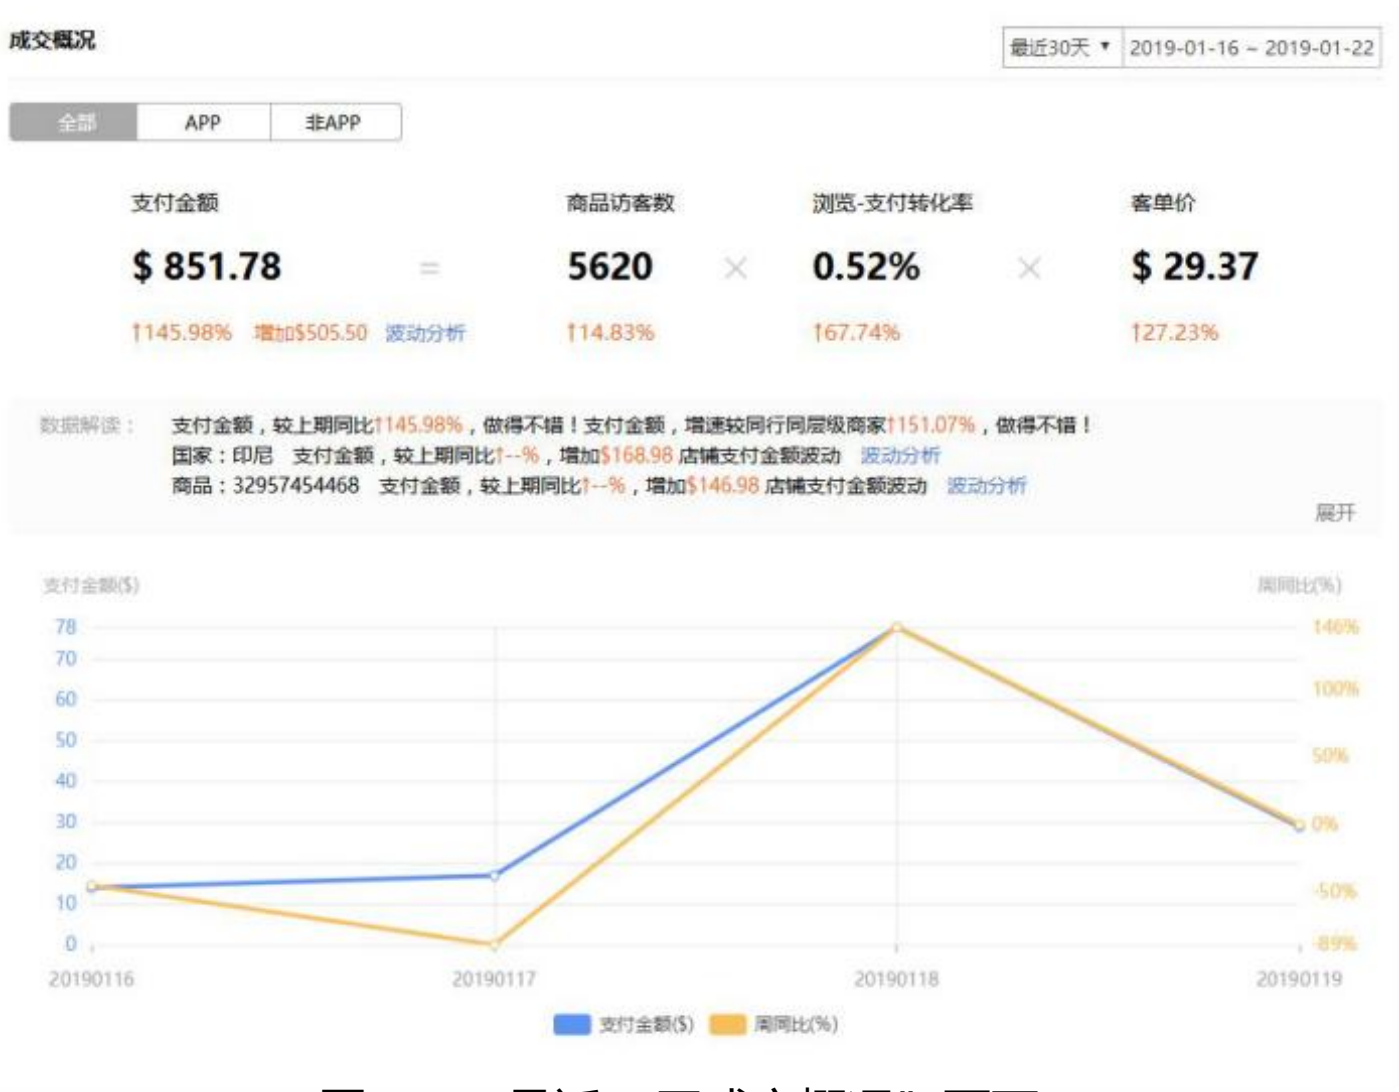 成交概况
最近30天 ▼ 2019-01-16 ~ 2019-01-22
全部 APP 非APP
支付金额 商品访客数 浏览-支付转化率 客单价
$ 851.78 = 5620 × 0.52% × $ 29.37
↑145.98% 增加$505.50 波动分析 ↑14.83% ↑67.74% ↑27.23%
数据解读： 支付金额，较上期同比↑145.98%，做得不错！支付金额，增速较同行同层级商家↑151.07%，做得不错！
国家：印尼 支付金额，较上期同比↑--%，增加$168.98 店铺支付金额波动 波动分析
商品：32957454468 支付金额，较上期同比↑--%，增加$146.98 店铺支付金额波动 波动分析
展开
支付金额($) 周同比(%)
78 146%
70
60 100%
50 50%
40
30 0%
20
10 -50%
0 -89%
20190116 20190117 20190118 20190119
支付金额($) 周同比(%)